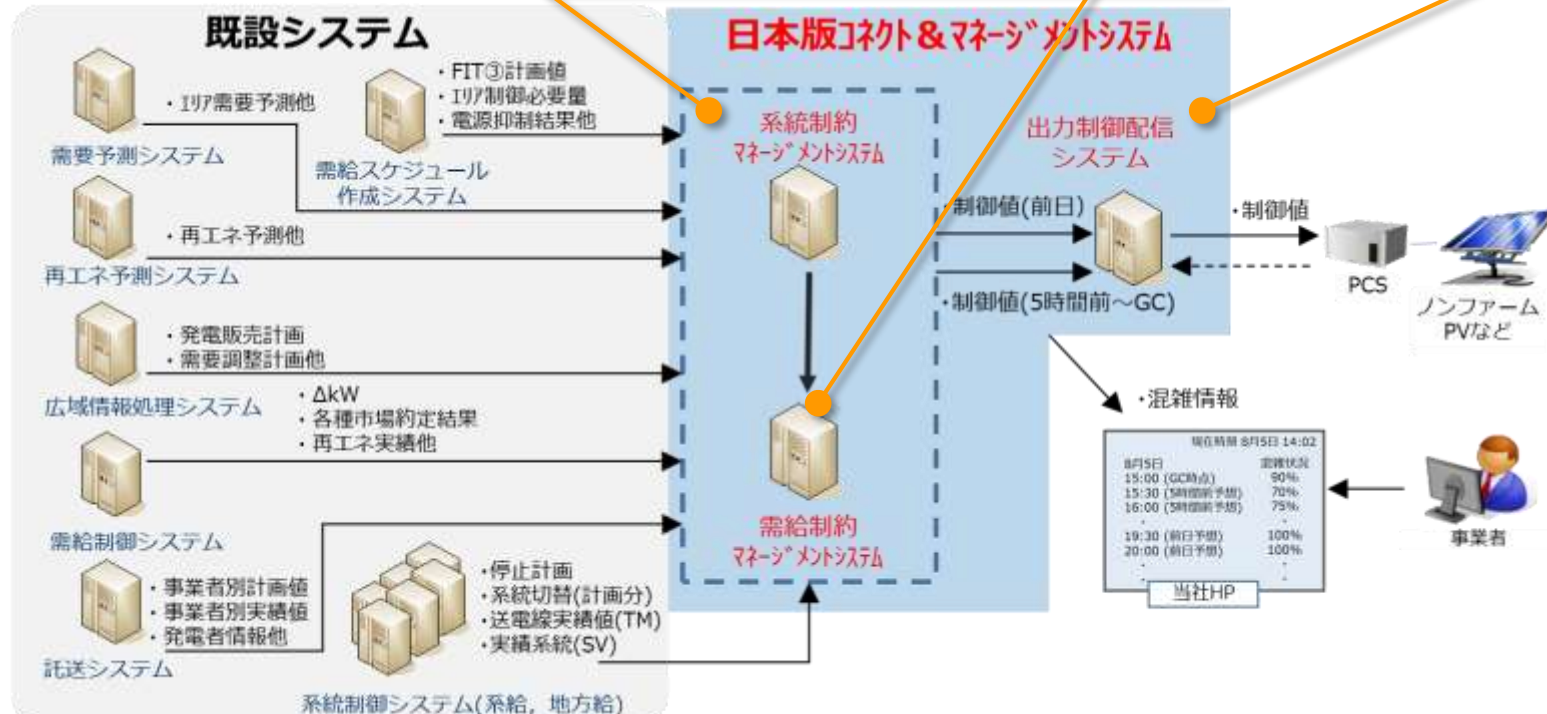 既設システム
・エリア需要予測他
需要予測システム
・FIT③計画値
・エリア制御必要量
・電源抑制結果他
需給スケジュール
作成システム
・再エネ予測他
再エネ予測システム
・発電販売計画
・需要調整計画他
広域情報処理システム
・ΔkW
・各種市場約定結果
・再エネ実績他
需給制御システム
・事業者別計画値
・事業者別実績値
・発電者情報他
託送システム
・停止計画
・系統切替(計画分)
・送電線実績値(TM)
・実績系統(SV)
系統制御システム(系給，地方給)
日本版コネクト＆マネージメントシステム
系統制約
マネージメントシステム
需給制約
マネージメントシステム
出力制御配信
システム
・制御値(前日)
・制御値(5時間前～GC)
・制御値
PCS
ノンファーム
PVなど
・混雑情報
現在時間 8月5日 14:02
8月5日 混雑状況
15:00 (GC時点) 90%
15:30 (5時間前予想) 70%
16:00 (5時間前予想) 75%
19:30 (前日予想) 100%
20:00 (前日予想) 100%
当社HP
事業者